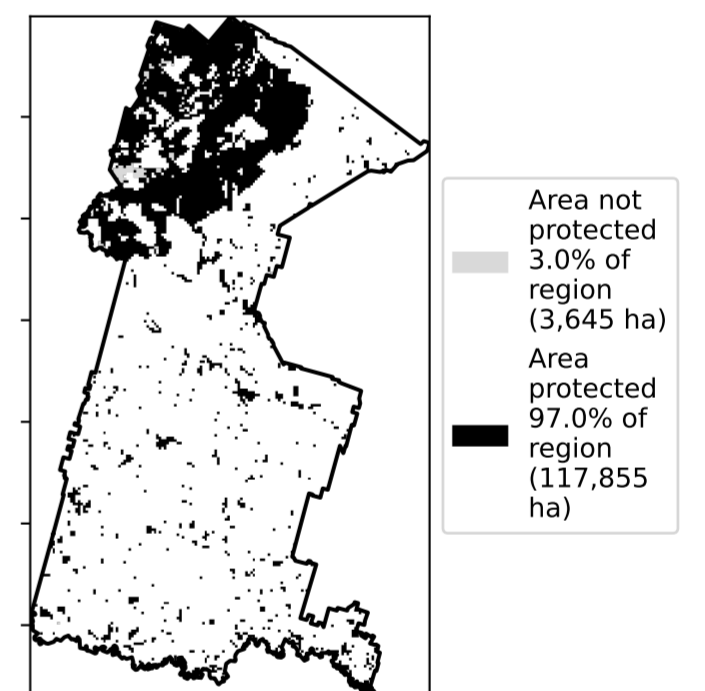 Area not
protected
3.0% of
region
(3,645 ha)
Area
protected
97.0% of
region
(117,855
ha)